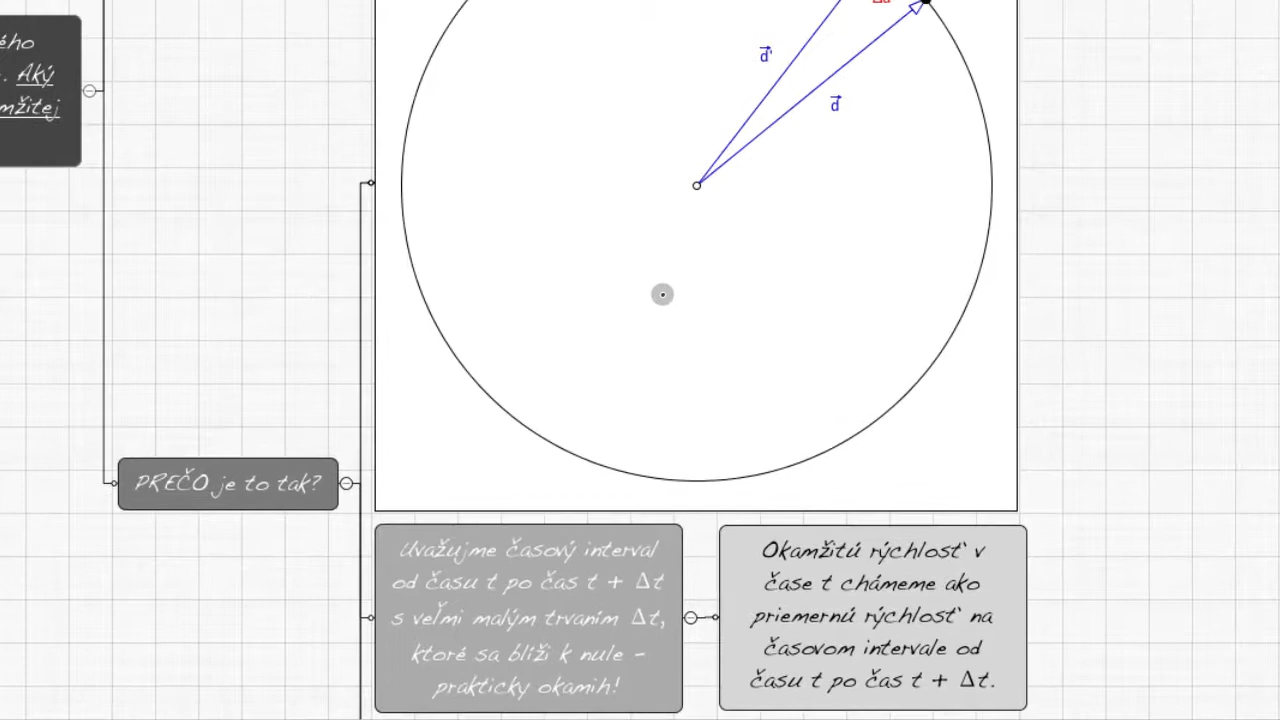 ého
. Aký
mžitej
d'
d
PREČO je to tak?
Uvažujme časový interval
od času t po čas t + Δt
s veľmi malým trvaním Δt,
ktoré sa blíži k nule -
prakticky okamih!
Okamžitú rýchlosť v
čase t chámeme ako
priemernú rýchlosť na
časovom intervale od
času t po čas t + Δt.